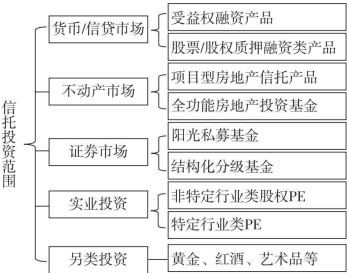 信托投资范围
货币/信贷市场
受益权融资产品
股票/股权质押融资类产品
不动产市场
项目型房地产信托产品
全功能房地产投资基金
证券市场
阳光私募基金
结构化分级基金
实业投资
非特定行业类股权PE
特定行业类PE
另类投资
黄金、红酒、艺术品等